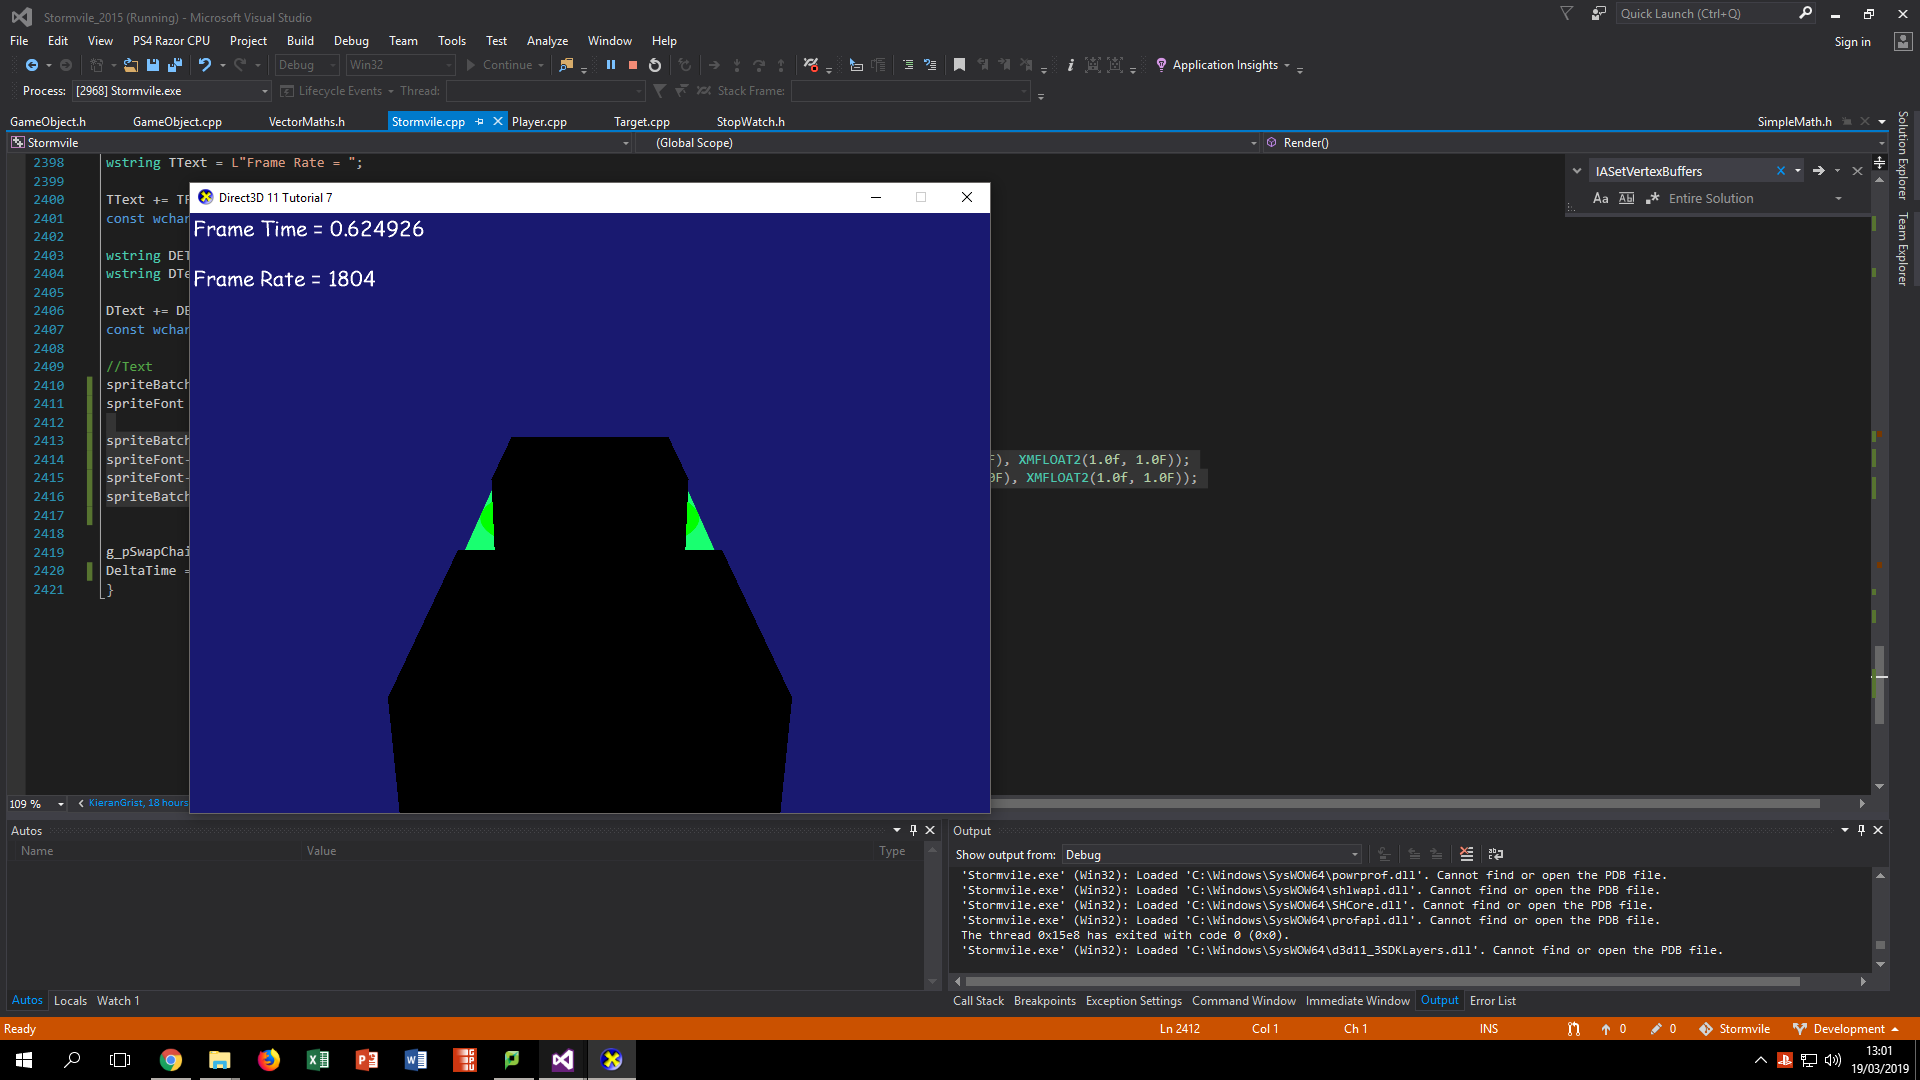 Stormvile_2015 (Running) - Microsoft Visual Studio
Quick Launch (Ctrl+Q)
File Edit View PS4 Razor CPU Project Build Debug Team Tools Test Analyze Window Help
Sign in
Debug Win32 Continue Application Insights
Process: [2968] Stormvile.exe Lifecycle Events Thread: Stack Frame:
GameObject.h GameObject.cpp VectorMaths.h Stormvile.cpp Player.cpp Target.cpp StopWatch.h SimpleMath.h
Stormvile (Global Scope) Render()
IASetVertexBuffers
Aa Ab Entire Solution
Solution Explorer
Team Explorer
2398 wstring TText = L"Frame Rate = ";
2399
2400 TText += TF
2401 const wchar
2402
2403 wstring DET
2404 wstring DTe
2405
2406 DText += DE
2407 const wchar
2408
2409 //Text
2410 spriteBatch
2411 spriteFont
2412
2413 spriteBatch
2414 spriteFont- F), XMFLOAT2(1.0f, 1.0F));
2415 spriteFont- 0F), XMFLOAT2(1.0f, 1.0F));
2416 spriteBatch
2417
2418
2419 g_pSwapChai
2420 DeltaTime =
2421 }
Direct3D 11 Tutorial 7
Frame Time = 0.624926
Frame Rate = 1804
109 % KieranGrist, 18 hours
Autos
Name Value Type
Autos Locals Watch 1
Output
Show output from: Debug
'Stormvile.exe' (Win32): Loaded 'C:\Windows\SysWOW64\powrprof.dll'. Cannot find or open the PDB file.
'Stormvile.exe' (Win32): Loaded 'C:\Windows\SysWOW64\shlwapi.dll'. Cannot find or open the PDB file.
'Stormvile.exe' (Win32): Loaded 'C:\Windows\SysWOW64\SHCore.dll'. Cannot find or open the PDB file.
'Stormvile.exe' (Win32): Loaded 'C:\Windows\SysWOW64\profapi.dll'. Cannot find or open the PDB file.
The thread 0x15e8 has exited with code 0 (0x0).
'Stormvile.exe' (Win32): Loaded 'C:\Windows\SysWOW64\d3d11_3SDKLayers.dll'. Cannot find or open the PDB file.
Call Stack Breakpoints Exception Settings Command Window Immediate Window Output Error List
Ready Ln 2412 Col 1 Ch 1 INS 0 0 Stormvile Development
13:01
19/03/2019